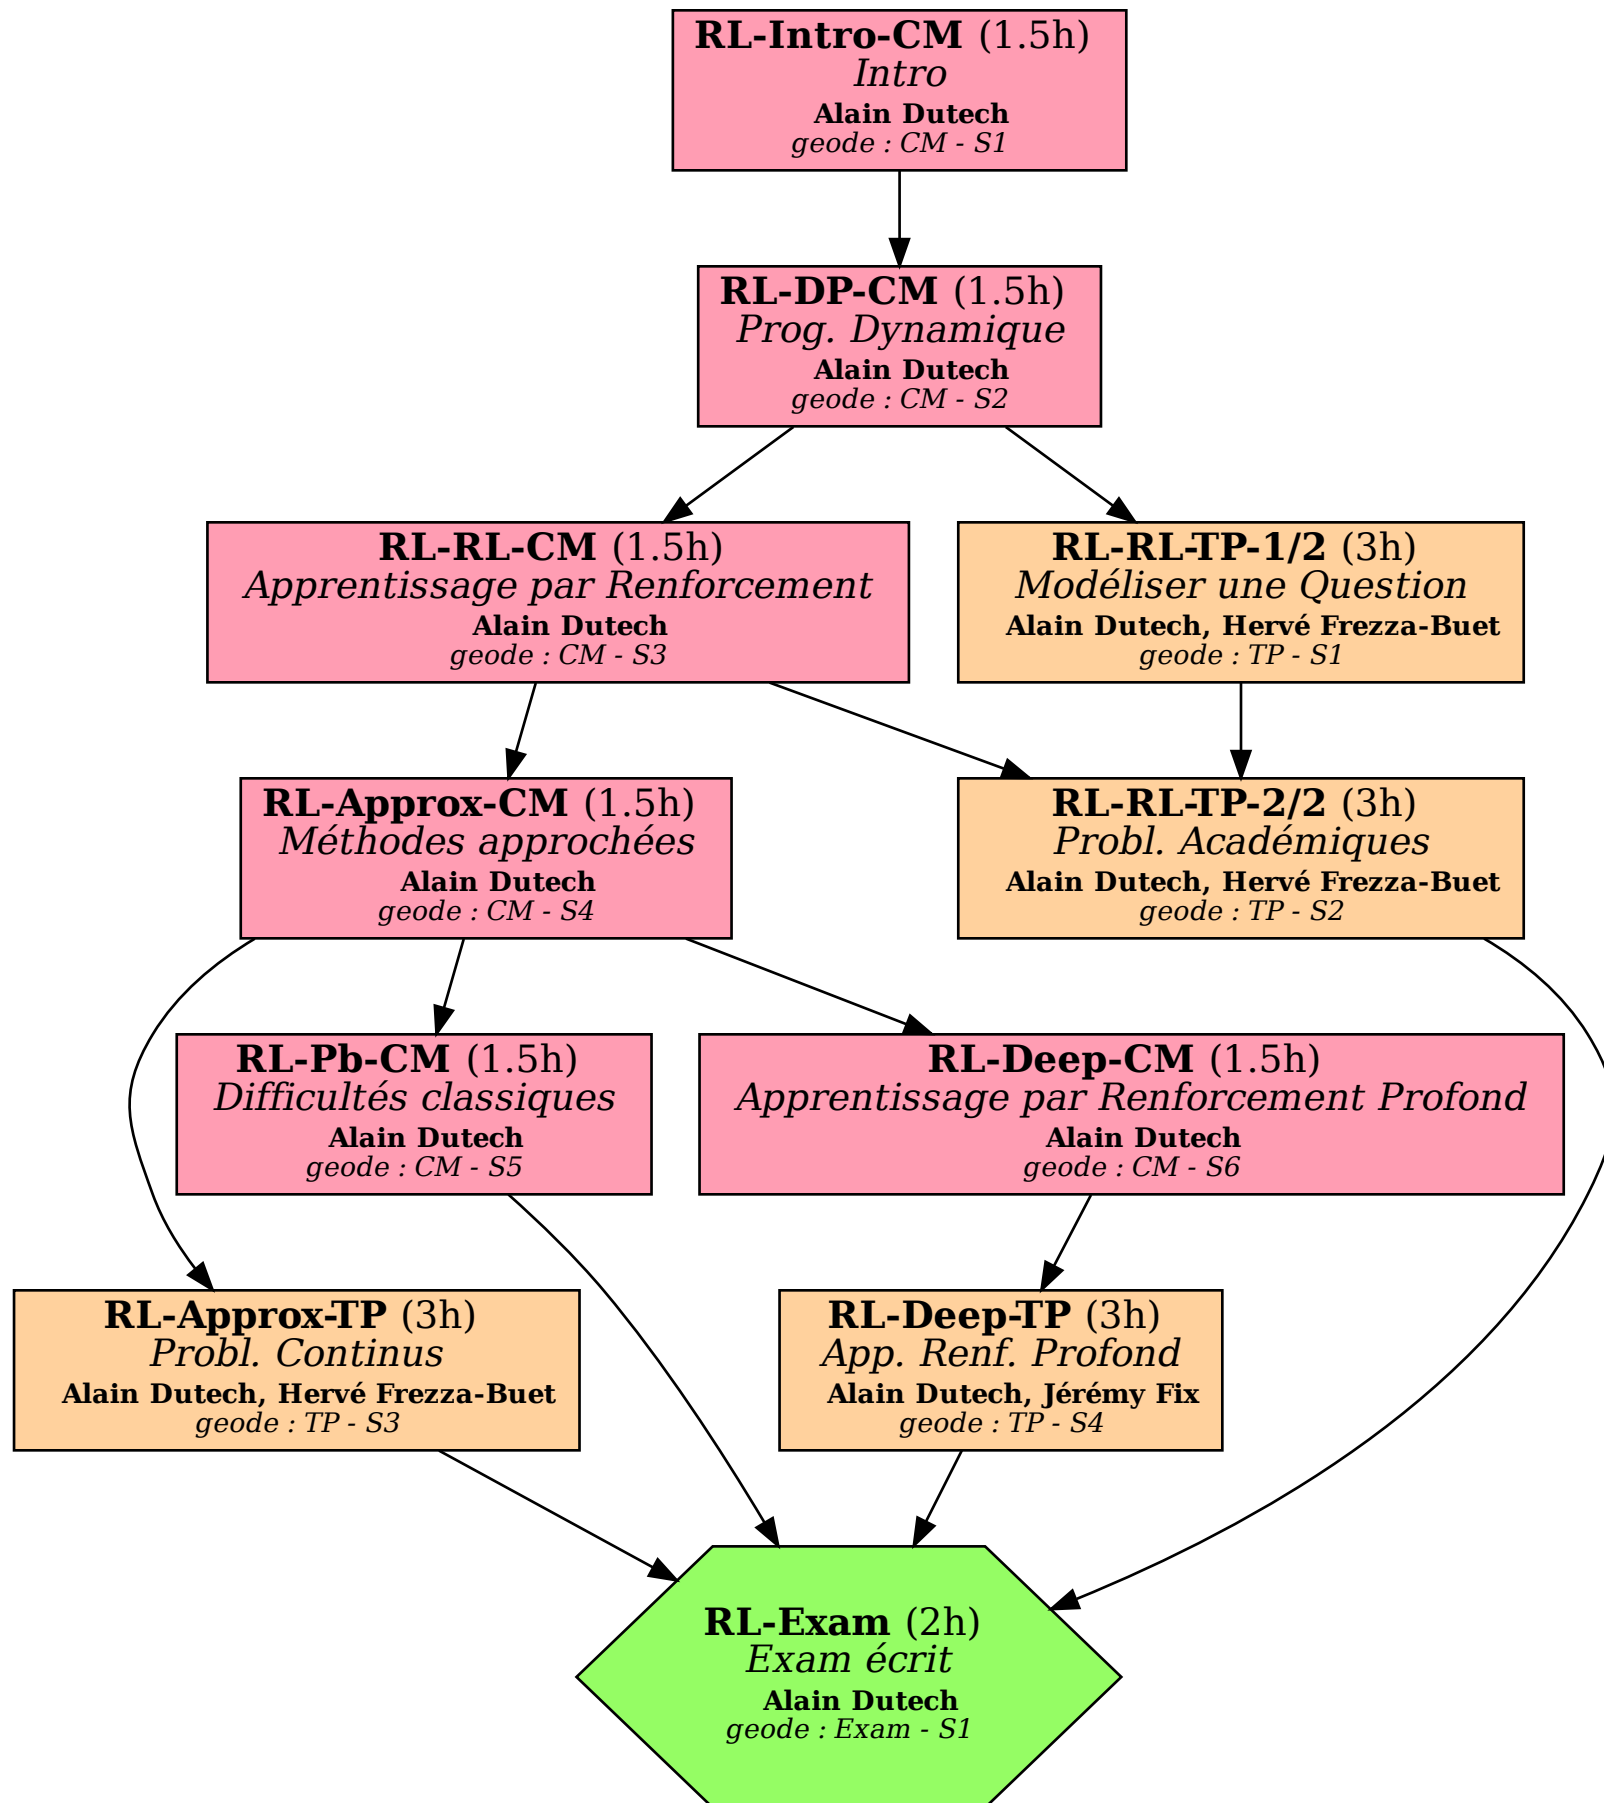 RL-Intro-CM (1.5h)
Intro
Alain Dutech
geode : CM - S1
RL-DP-CM (1.5h)
Prog. Dynamique
Alain Dutech
geode : CM - S2
RL-RL-CM (1.5h)
Apprentissage par Renforcement
Alain Dutech
geode : CM - S3
RL-RL-TP-1/2 (3h)
Modéliser une Question
Alain Dutech, Hervé Frezza-Buet
geode : TP - S1
RL-Approx-CM (1.5h)
Méthodes approchées
Alain Dutech
geode : CM - S4
RL-RL-TP-2/2 (3h)
Probl. Académiques
Alain Dutech, Hervé Frezza-Buet
geode : TP - S2
RL-Pb-CM (1.5h)
Difficultés classiques
Alain Dutech
geode : CM - S5
RL-Deep-CM (1.5h)
Apprentissage par Renforcement Profond
Alain Dutech
geode : CM - S6
RL-Approx-TP (3h)
Probl. Continus
Alain Dutech, Hervé Frezza-Buet
geode : TP - S3
RL-Deep-TP (3h)
App. Renf. Profond
Alain Dutech, Jérémy Fix
geode : TP - S4
RL-Exam (2h)
Exam écrit
Alain Dutech
geode : Exam - S1